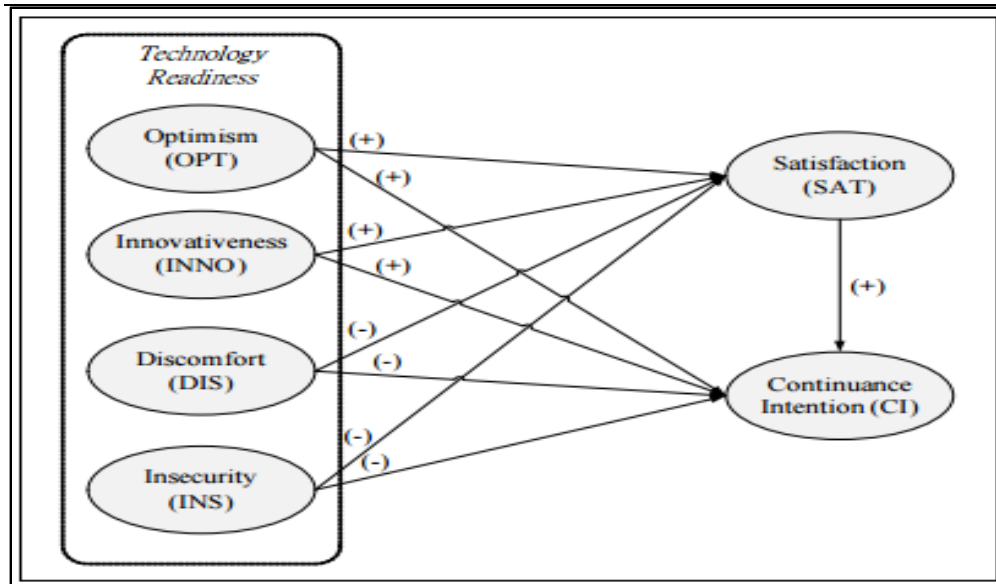 Technology
Readiness
Optimism
(OPT)
(+)
(+)
Satisfaction
(SAT)
Innovativeness
(INNO)
(+)
(+)
(+)
Discomfort
(DIS)
(-)
(-)
Continuance
Intention (CI)
Insecurity
(INS)
(-)
(-)